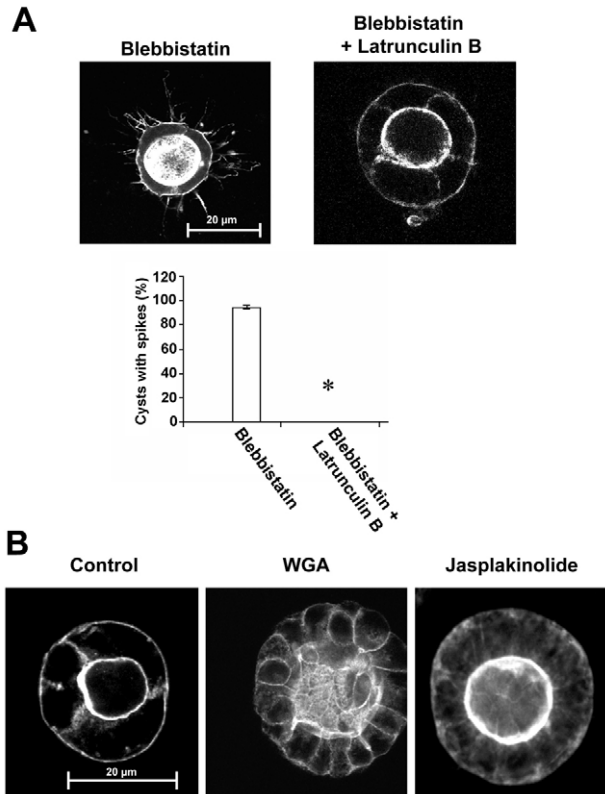 A
Blebbistatin
Blebbistatin
+ Latrunculin B
20 µm
Cysts with spikes (%)
120
100
80
60
40
20
0
*
Blebbistatin
Blebbistatin +
Latrunculin B
B
Control
WGA
Jasplakinolide
20 µm